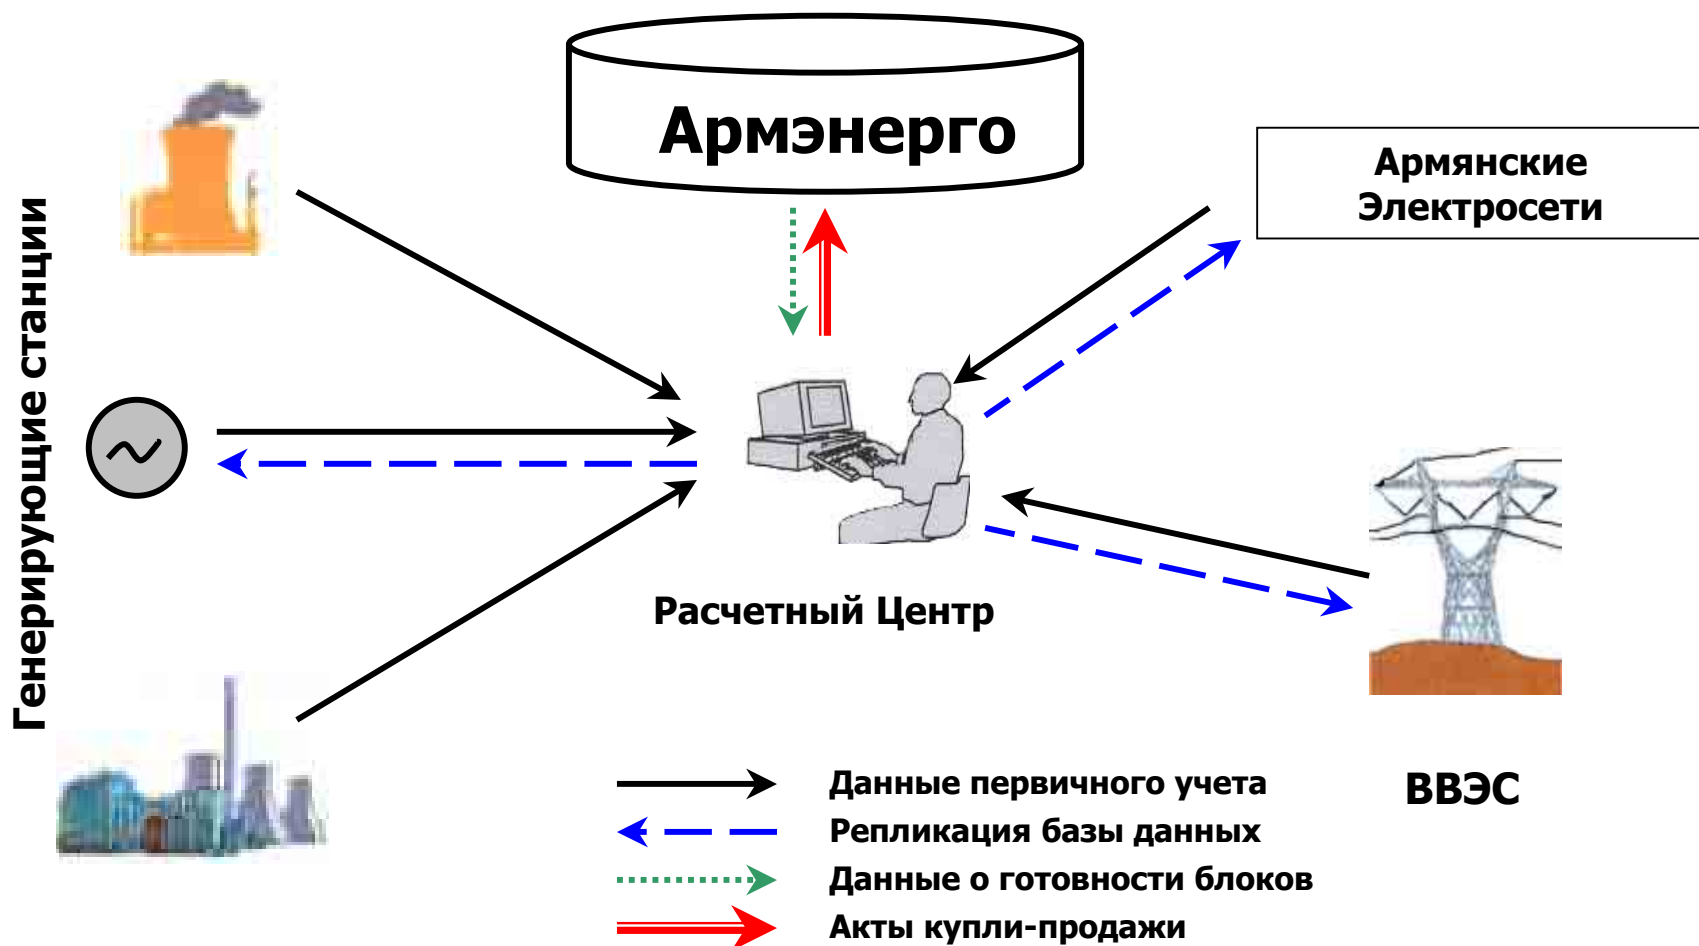 Армэнерго
Армянские
Электросети
Генерирующие станции
Расчетный Центр
ВВЭС
Данные первичного учета
Репликация базы данных
Данные о готовности блоков
Акты купли-продажи